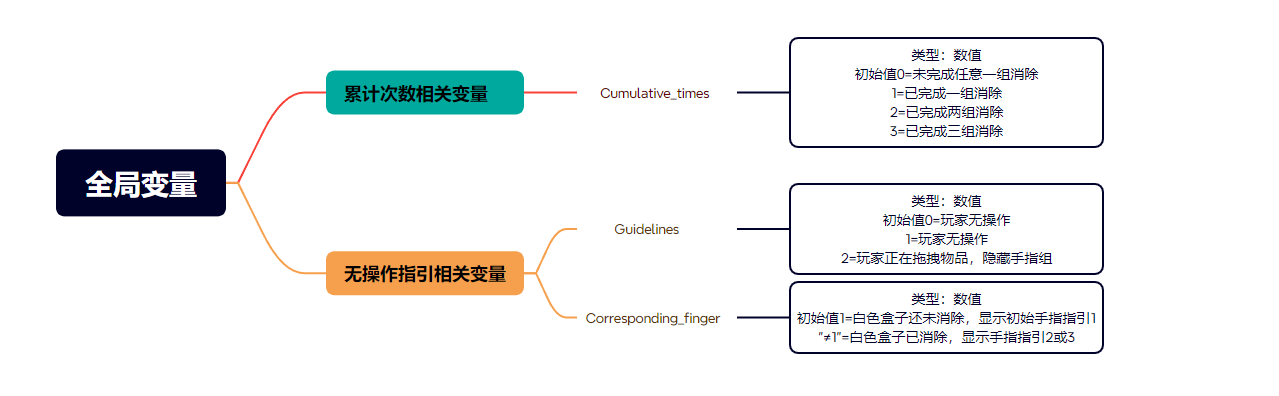 全局变量
累计次数相关变量
Cumulative_times
类型：数值
初始值0=未完成任意一组消除
1=已完成一组消除
2=已完成两组消除
3=已完成三组消除
无操作指引相关变量
Guidelines
类型：数值
初始值0=玩家无操作
1=玩家无操作
2=玩家正在拖拽物品，隐藏手指组
Corresponding_finger
类型：数值
初始值1=白色盒子还未消除，显示初始手指指引1
"≠1"=白色盒子已消除，显示手指指引2或3